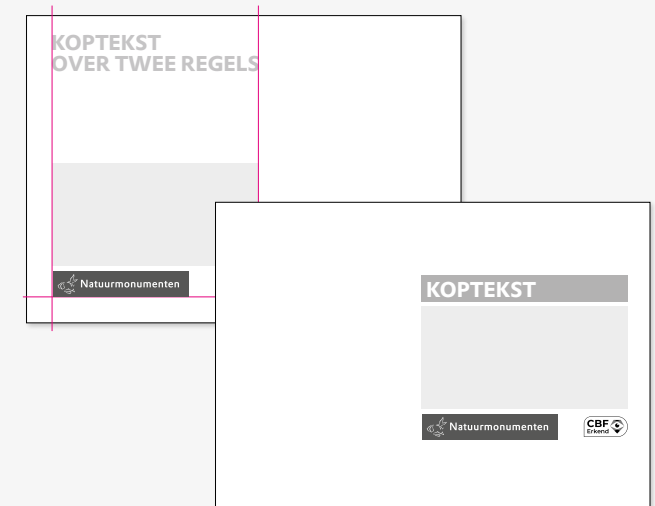 KOPTEKST
OVER TWEE REGELS
Natuurmonumenten
KOPTEKST
Natuurmonumenten
CBF
Erkend